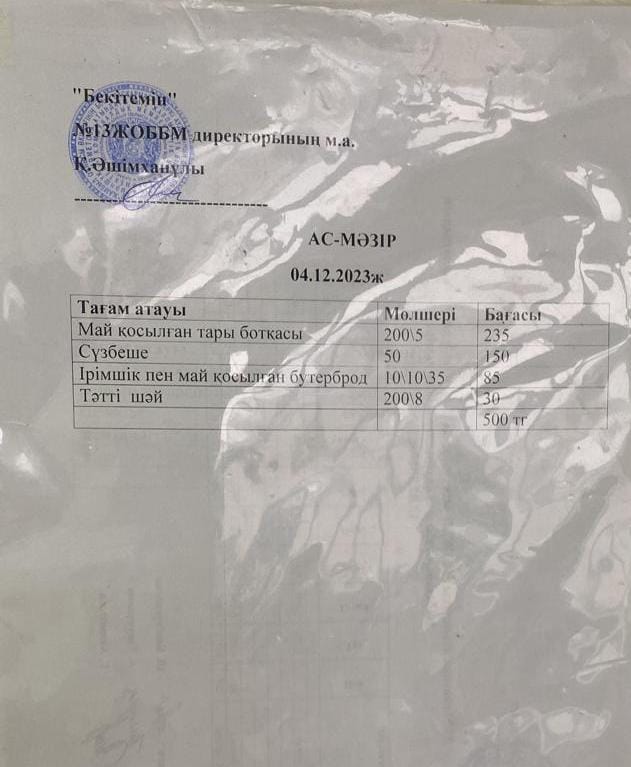 "Бекітемін"
№13ЖОББМ директорының м.а.
Қ.Әшімханұлы
АС-МӘЗІР
04.12.2023ж
Тағам атауы Мөлшері Бағасы
Май қосылған тары ботқасы 200\5 235
Сүзбеше 50 150
Ірімшік пен май қосылған бутерброд 10\10\35 85
Тәтті шәй 200\8 30
500 тг